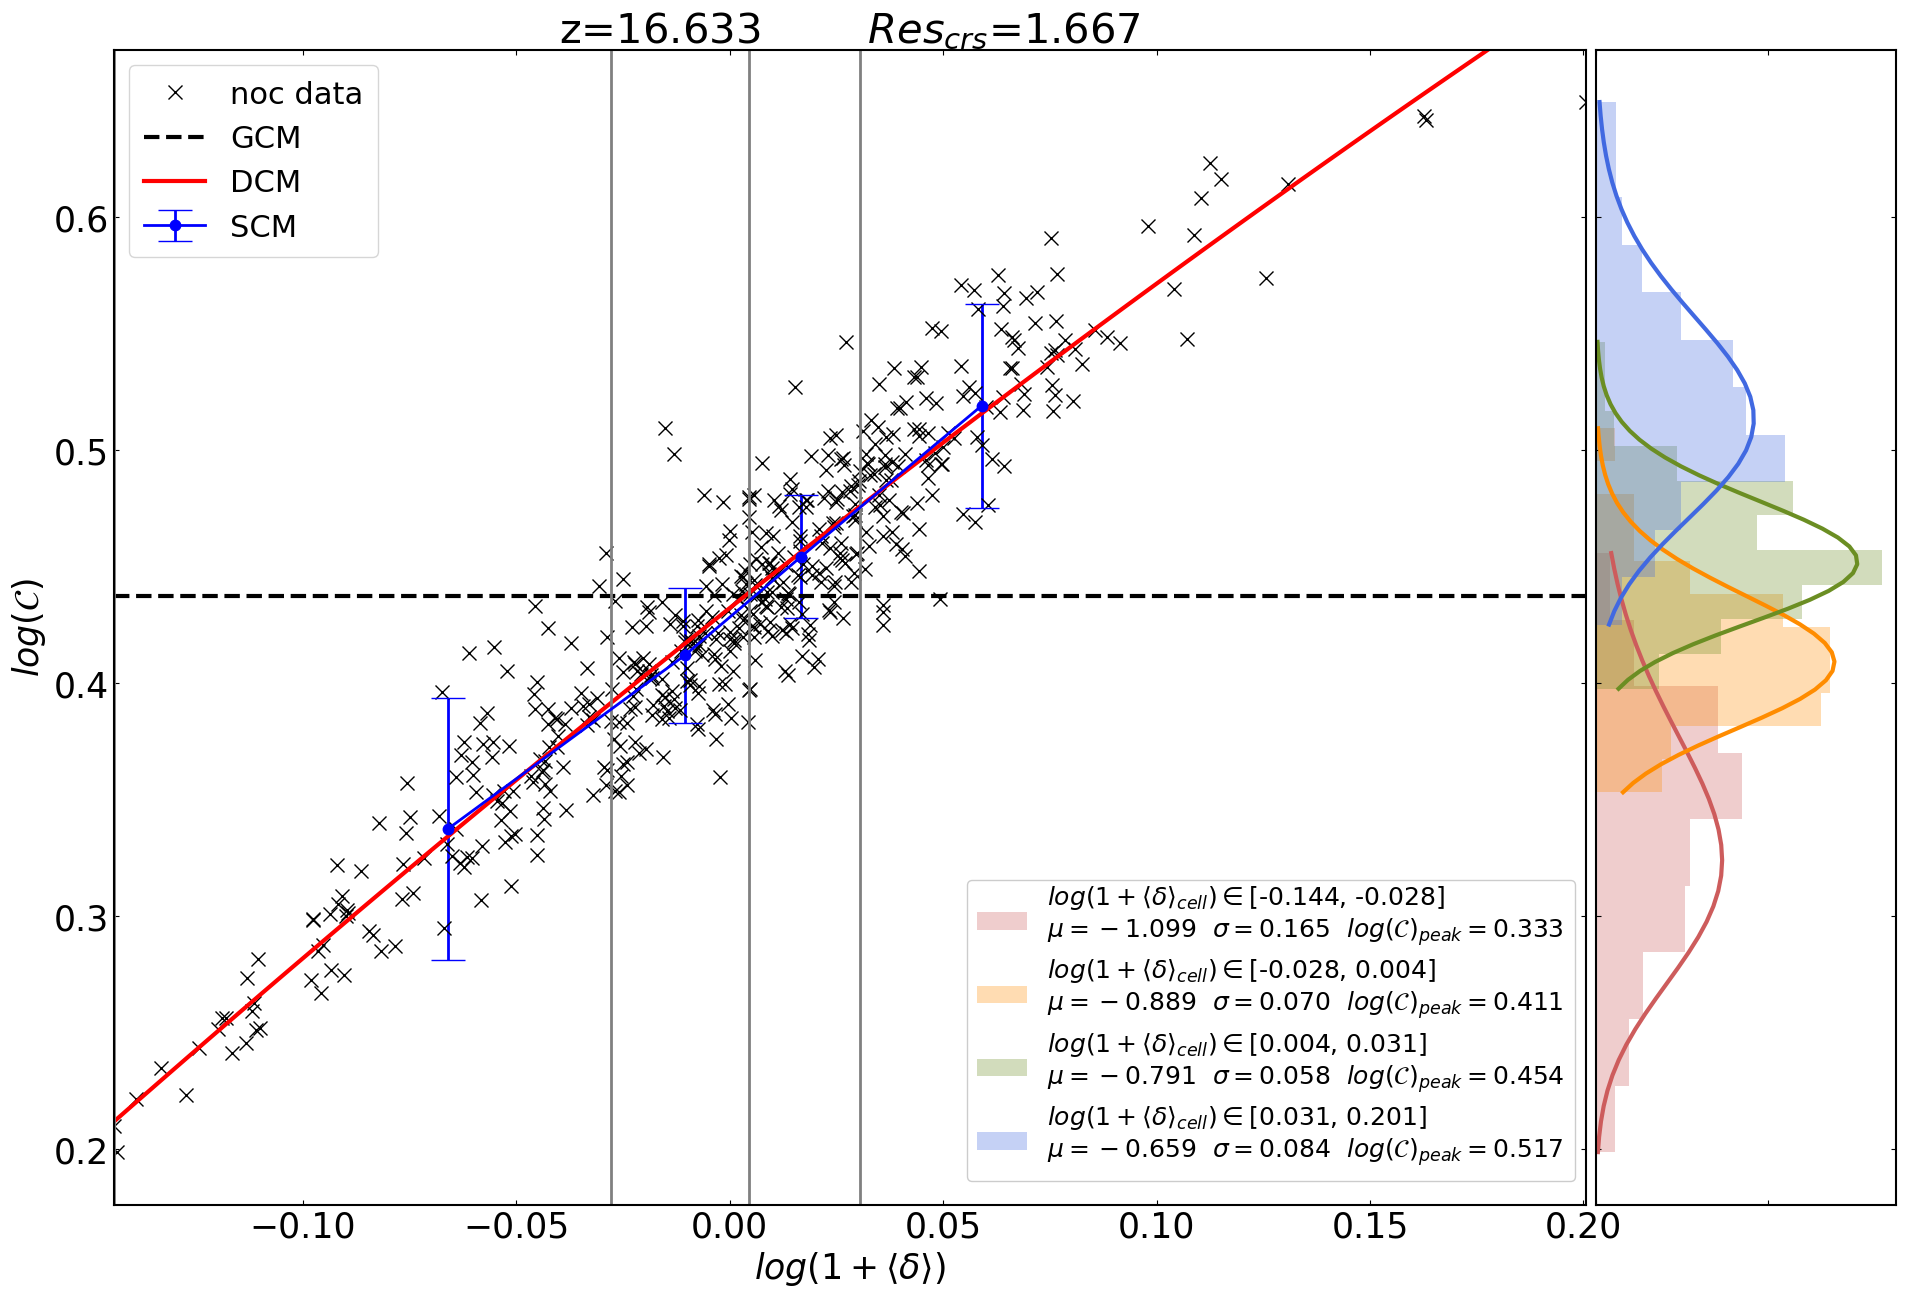 z=16.633 Res_crs=1.667
noc data
GCM
DCM
SCM
0.6
0.5
0.4
0.3
0.2
log(𝒞)
log(1 + ⟨δ⟩_cell) ∈ [-0.144, -0.028]
μ = −1.099 σ = 0.165 log(𝒞)_peak = 0.333
log(1 + ⟨δ⟩_cell) ∈ [-0.028, 0.004]
μ = −0.889 σ = 0.070 log(𝒞)_peak = 0.411
log(1 + ⟨δ⟩_cell) ∈ [0.004, 0.031]
μ = −0.791 σ = 0.058 log(𝒞)_peak = 0.454
log(1 + ⟨δ⟩_cell) ∈ [0.031, 0.201]
μ = −0.659 σ = 0.084 log(𝒞)_peak = 0.517
−0.10 −0.05 0.00 0.05 0.10 0.15 0.20
log(1 + ⟨δ⟩)